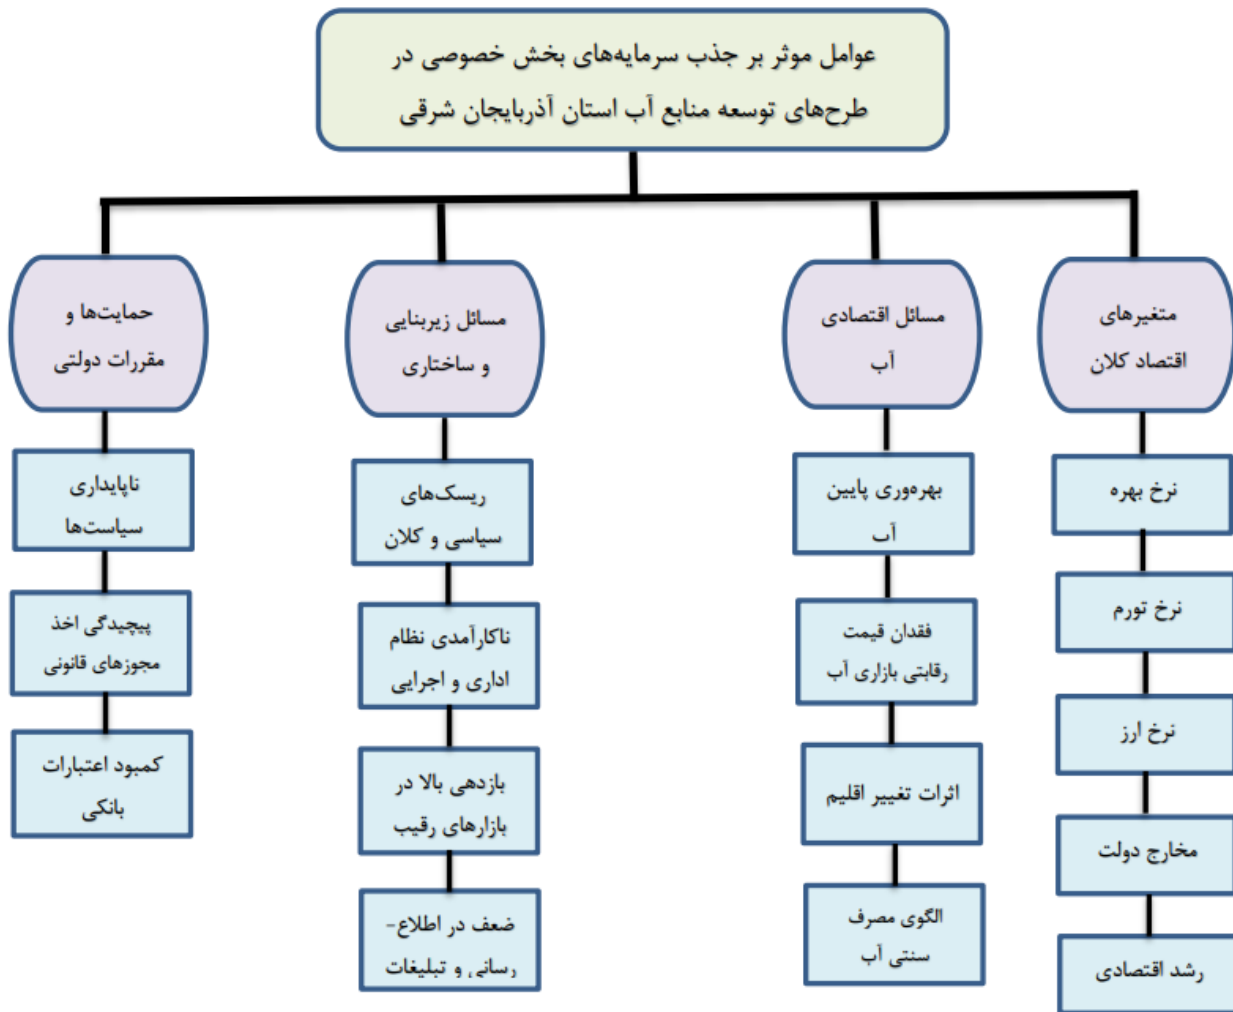 عوامل موثر بر جذب سرمایه‌های بخش خصوصی در
طرح‌های توسعه منابع آب استان آذربایجان شرقی
متغیرهای
اقتصاد کلان
نرخ بهره
نرخ تورم
نرخ ارز
مخارج دولت
رشد اقتصادی
مسائل اقتصادی
آب
بهره‌وری پایین
آب
فقدان قیمت
رقابتی بازاری آب
اثرات تغییر اقلیم
الگوی مصرف
سنتی آب
مسائل زیربنایی
و ساختاری
ریسک‌های
سیاسی و کلان
ناکارآمدی نظام
اداری و اجرایی
بازدهی بالا در
بازارهای رقیب
ضعف در اطلاع-
رسانی و تبلیغات
حمایت‌ها و
مقررات دولتی
ناپایداری
سیاست‌ها
پیچیدگی اخذ
مجوزهای قانونی
کمبود اعتبارات
بانکی